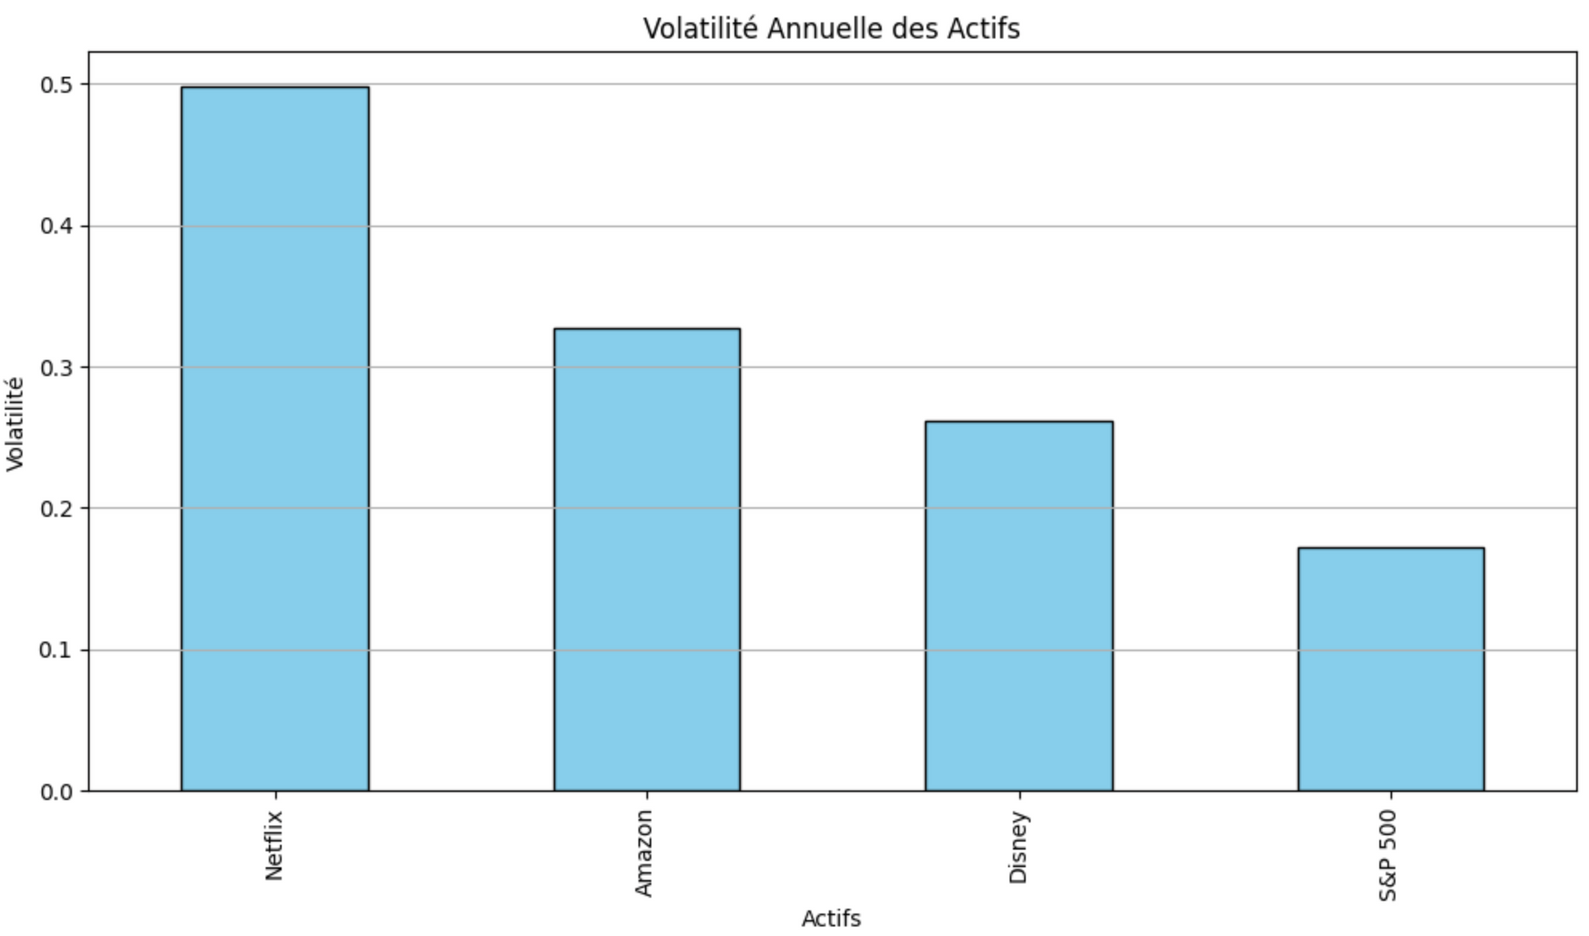 Volatilité Annuelle des Actifs
Volatilité
0.5
0.4
0.3
0.2
0.1
0.0
Netflix
Amazon
Disney
S&P 500
Actifs